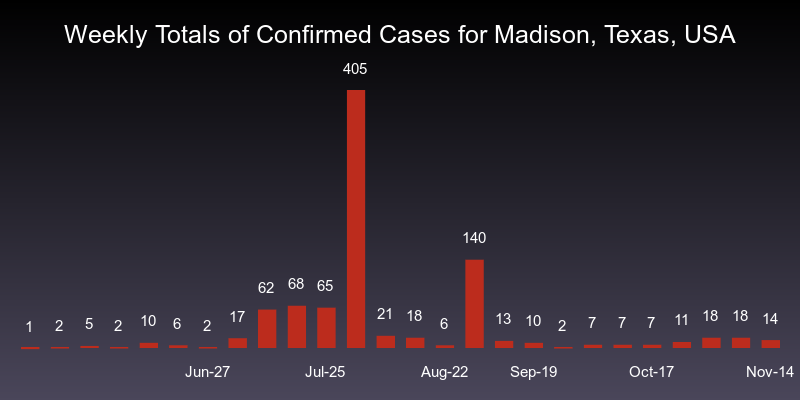 Weekly Totals of Confirmed Cases for Madison, Texas, USA
405
140
62 68 65
1 2 5 2 10 6 2 17 21 18 6 13 10 2 7 7 7 11 18 18 14
Jun-27 Jul-25 Aug-22 Sep-19 Oct-17 Nov-14